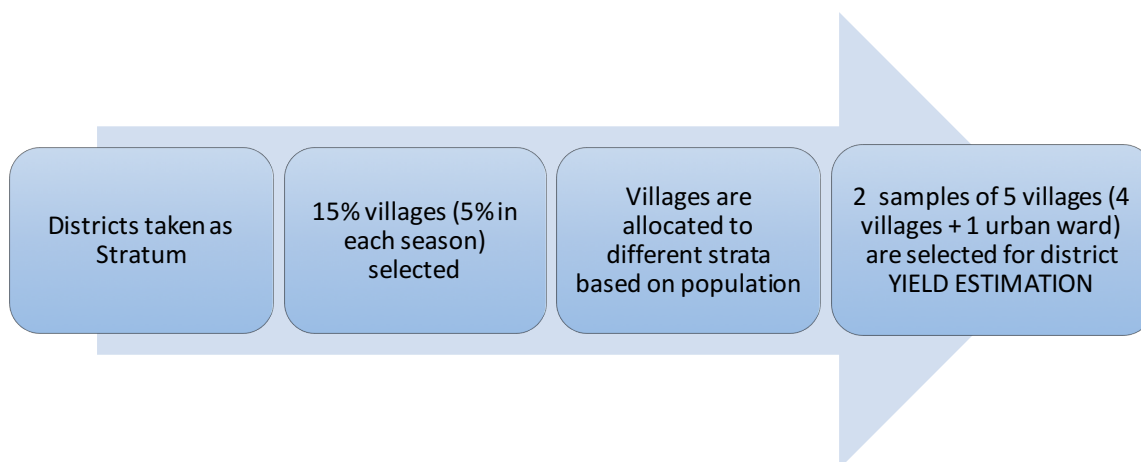 Districts taken as
Stratum
15% villages (5% in
each season)
selected
Villages are
allocated to
different strata
based on population
2 samples of 5 villages (4
villages + 1 urban ward)
are selected for district
YIELD ESTIMATION